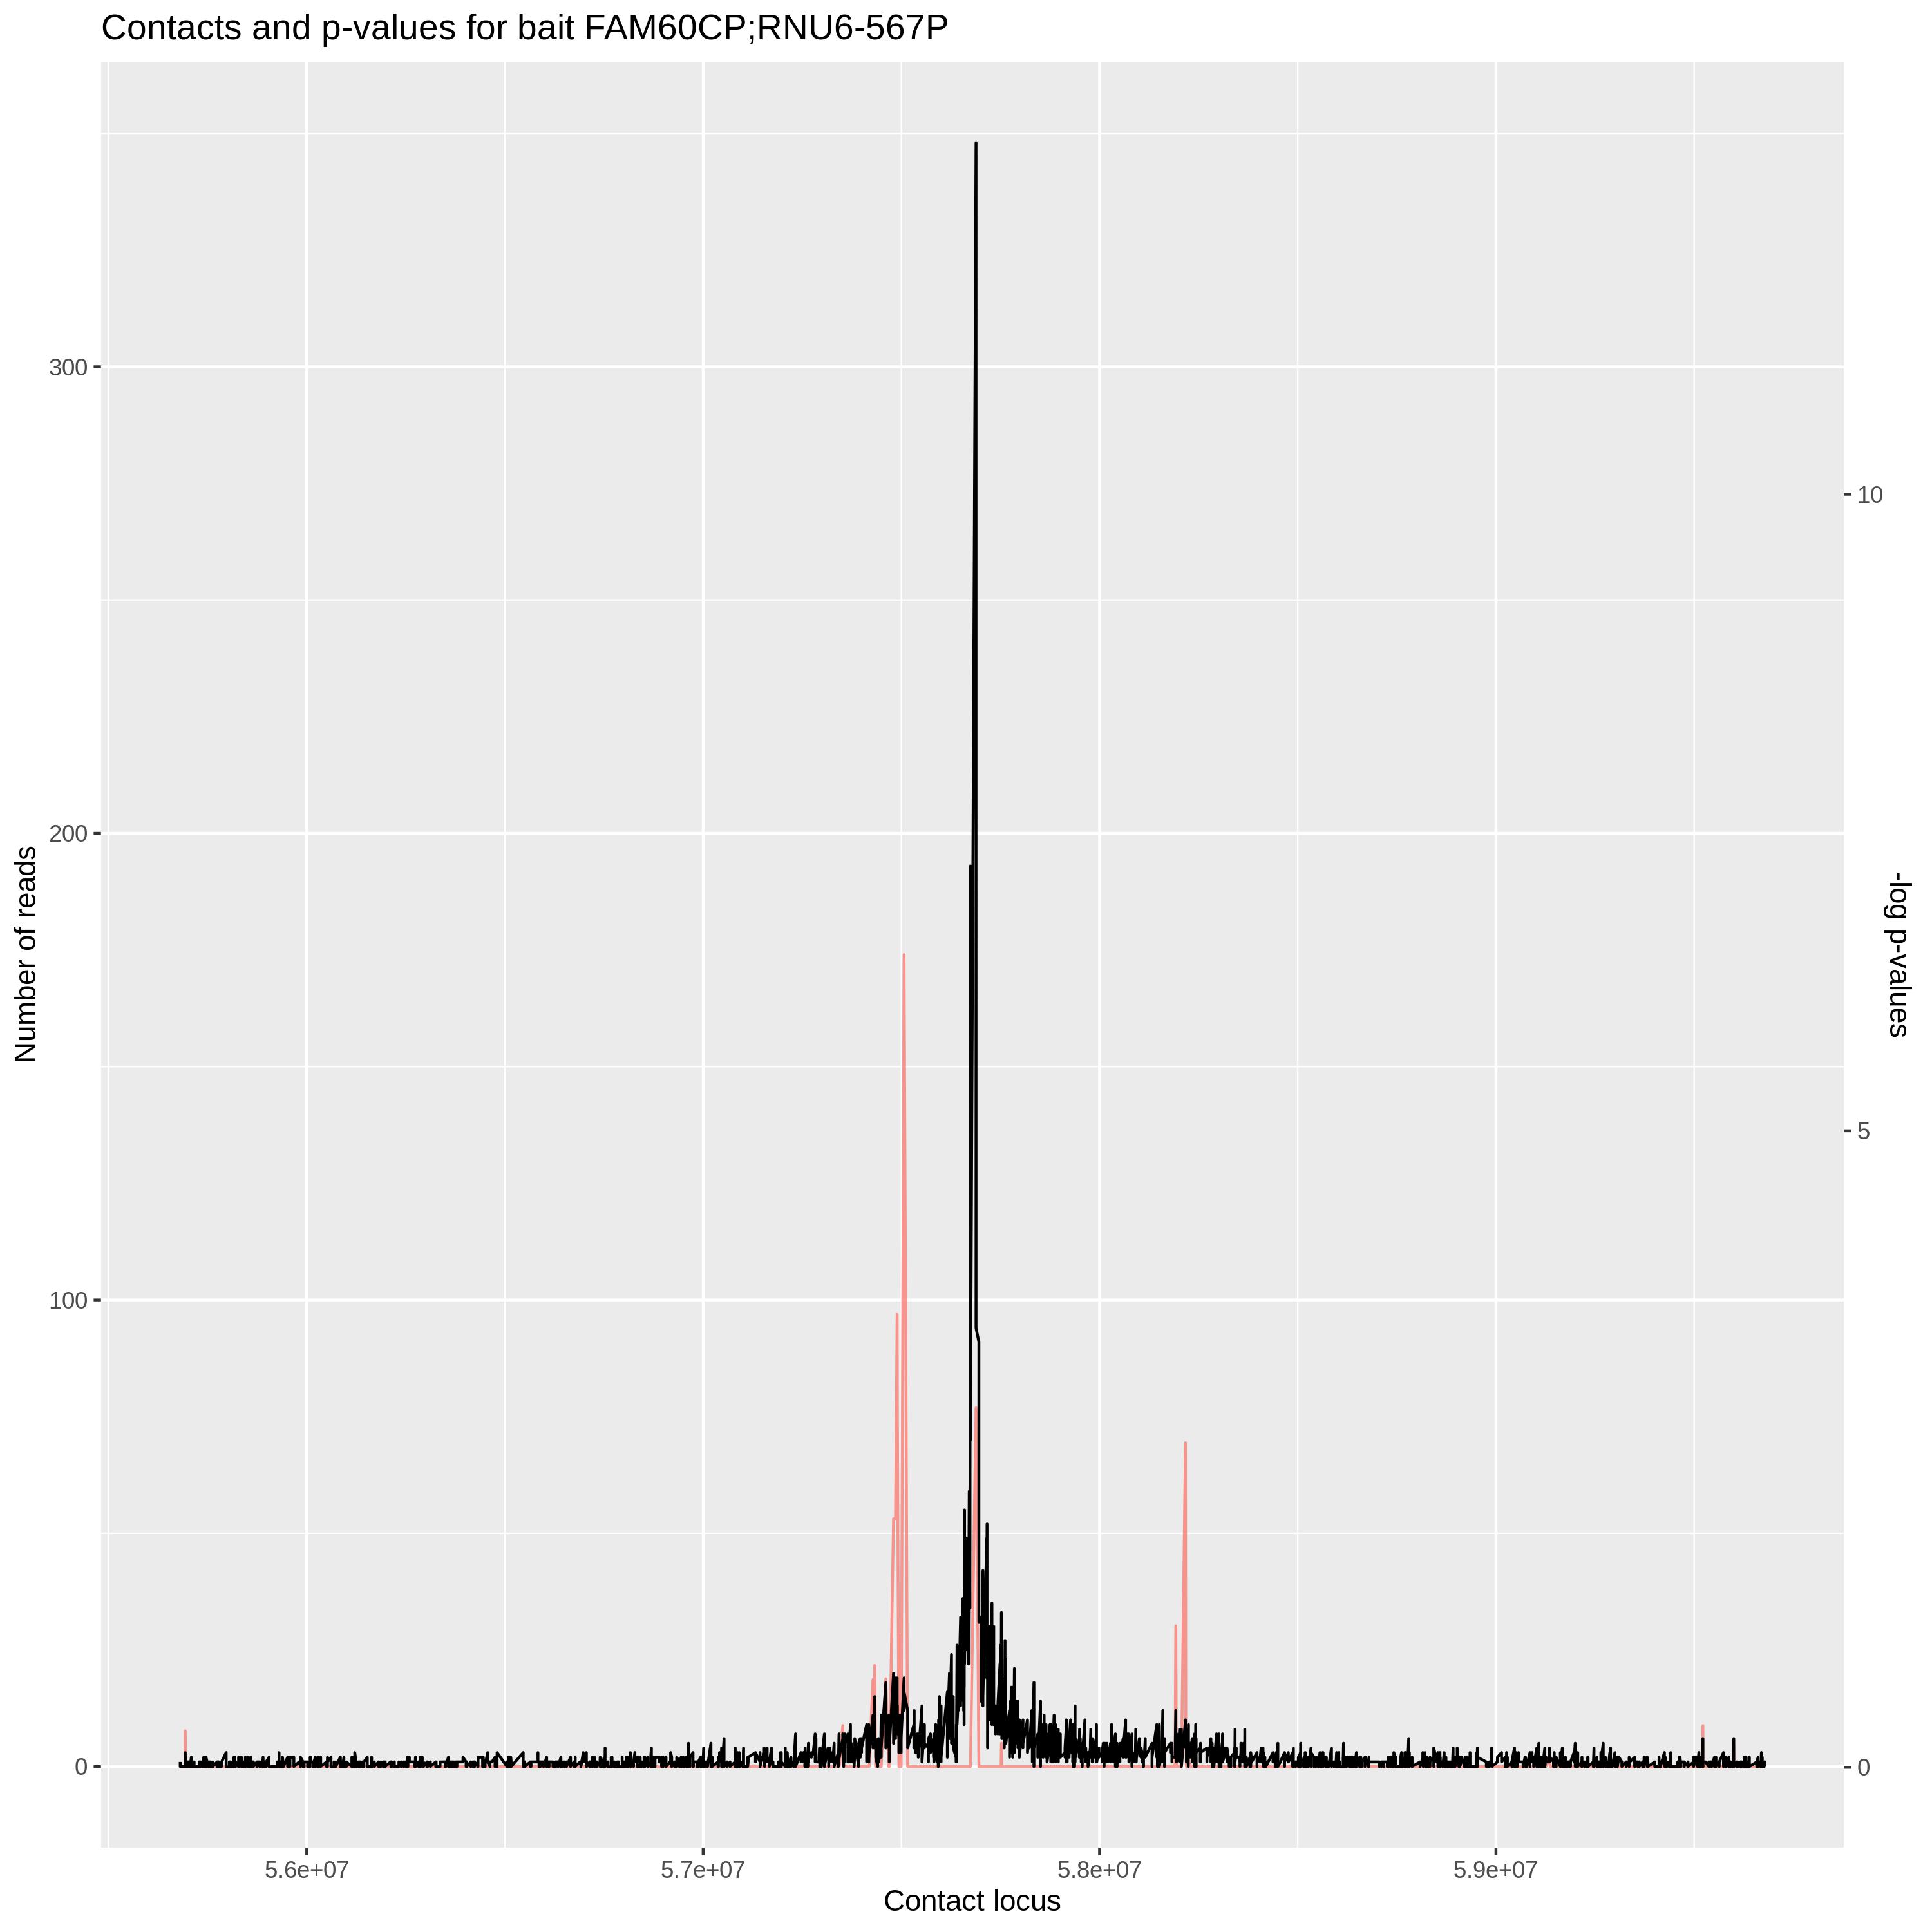 Contacts and p-values for bait FAM60CP;RNU6-567P
300
200
100
0
Number of reads
10
5
0
-log p-values
5.6e+07 5.7e+07 5.8e+07 5.9e+07
Contact locus